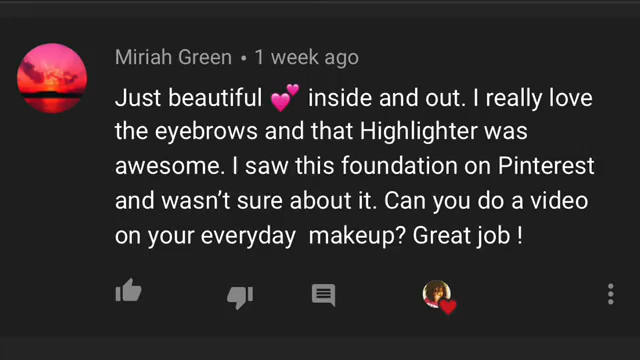 Miriah Green • 1 week ago
Just beautiful 💕 inside and out. I really love
the eyebrows and that Highlighter was
awesome. I saw this foundation on Pinterest
and wasn't sure about it. Can you do a video
on your everyday  makeup? Great job !